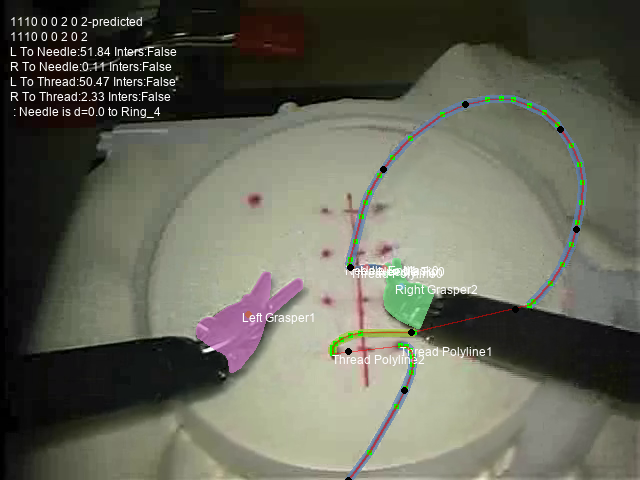 1110 0 0 2 0 2-predicted
1110 0 0 2 0 2
L To Needle:51.84 Inters:False
R To Needle:0.11 Inters:False
L To Thread:50.47 Inters:False
R To Thread:2.33 Inters:False
: Needle is d=0.0 to Ring_4
Right Grasper2
Left Grasper1
Thread Polyline1
Thread Polyline2